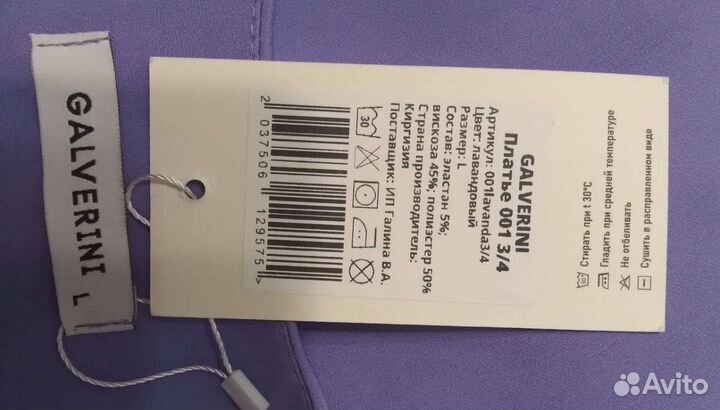 GALVERINI
L
GALVERINI
Платье 001 3/4
Артикул: 001lavanda3/4
Цвет: лавандовый
Размер: L
Состав: эластан 5%;
вискоза 45%; полиэстер 50%
Страна производитель:
Киргизия
Поставщик: ИП Галина В.А.
30
2 037506 129575
Стирать при t 30°C
Гладить при средней температуре
Не отбеливать
Сушить в расправленном виде
Avito